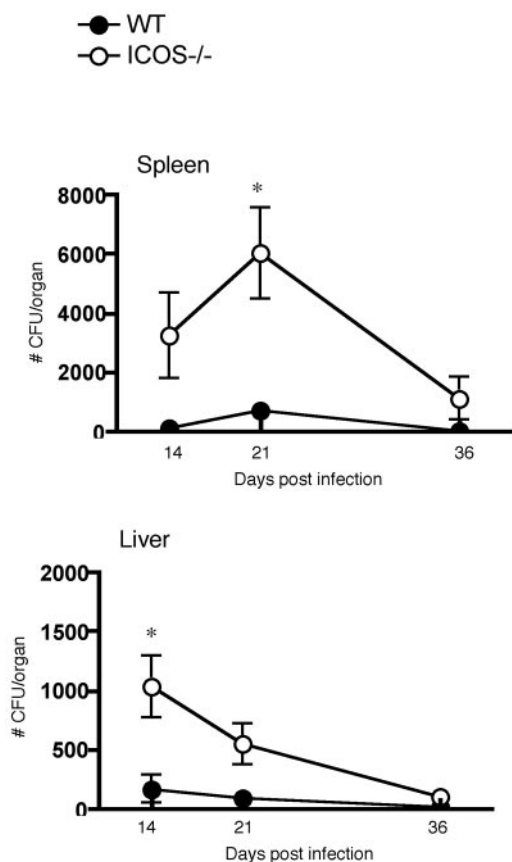 WT
ICOS-/-
Spleen
*
8000
6000
4000
2000
0
# CFU/organ
14 21 36
Days post infection
Liver
2000
*
1500
1000
500
0
# CFU/organ
14 21 36
Days post infection